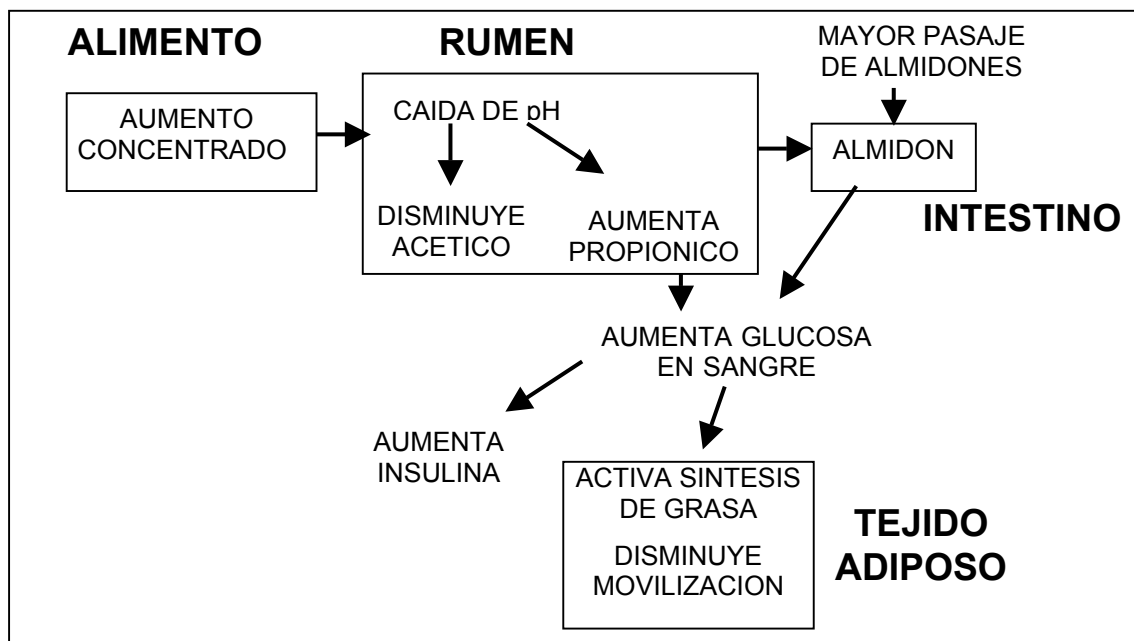 ALIMENTO
RUMEN
MAYOR PASAJE
DE ALMIDONES
AUMENTO
CONCENTRADO
CAIDA DE pH
ALMIDON
DISMINUYE
ACETICO
AUMENTA
PROPIONICO
INTESTINO
AUMENTA GLUCOSA
EN SANGRE
AUMENTA
INSULINA
ACTIVA SINTESIS
DE GRASA
DISMINUYE
MOVILIZACION
TEJIDO
ADIPOSO